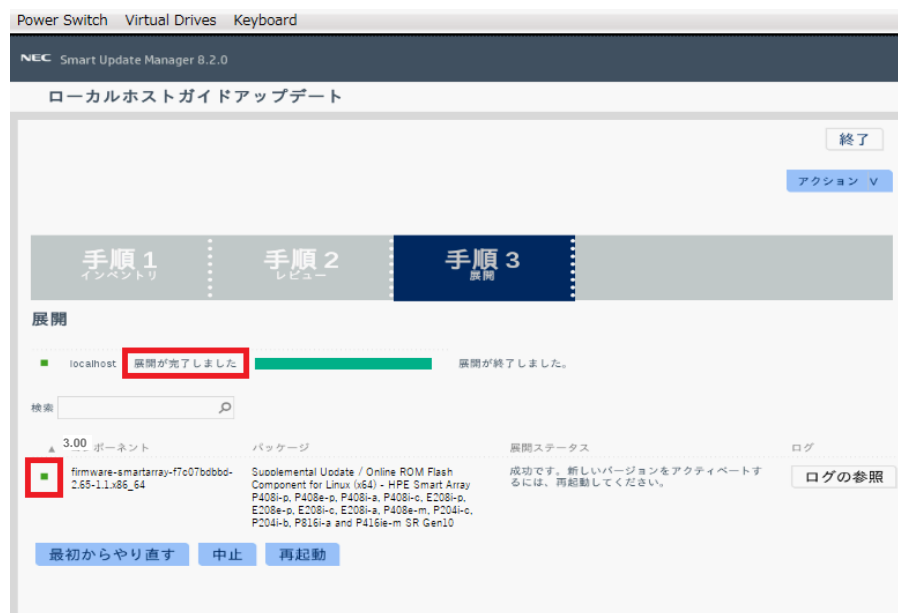 Power Switch Virtual Drives Keyboard
NEC Smart Update Manager 8.2.0
ローカルホストガイドアップデート
終了
アクション V
手順 1
インベントリ
手順 2
レビュー
手順 3
展開
展開
localhost 展開が完了しました 展開が終了しました。
検索
3.00 ポーネント パッケージ 展開ステータス ログ
firmware-smartarray-f7c07bdbbd-
2.65-1.1.x86_64
Supplemental Update / Online ROM Flash
Component for Linux (x64) - HPE Smart Array
P408i-p, P408e-p, P408i-a, P408i-c, E208i-p,
E208e-p, E208i-c, E208i-a, P408e-m, P204i-c,
P204i-b, P816i-a and P416ie-m SR Gen10
成功です。新しいバージョンをアクティベートす
るには、再起動してください。
ログの参照
最初からやり直す 中止 再起動